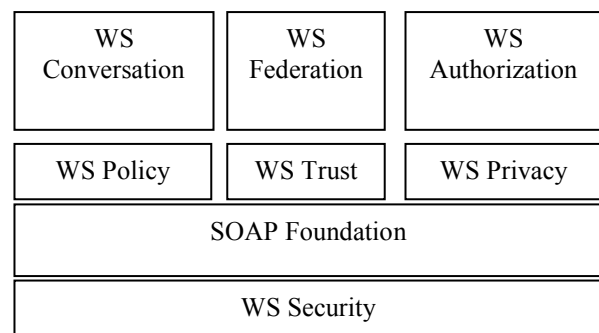 WS
Conversation
WS
Federation
WS
Authorization
WS Policy
WS Trust
WS Privacy
SOAP Foundation
WS Security